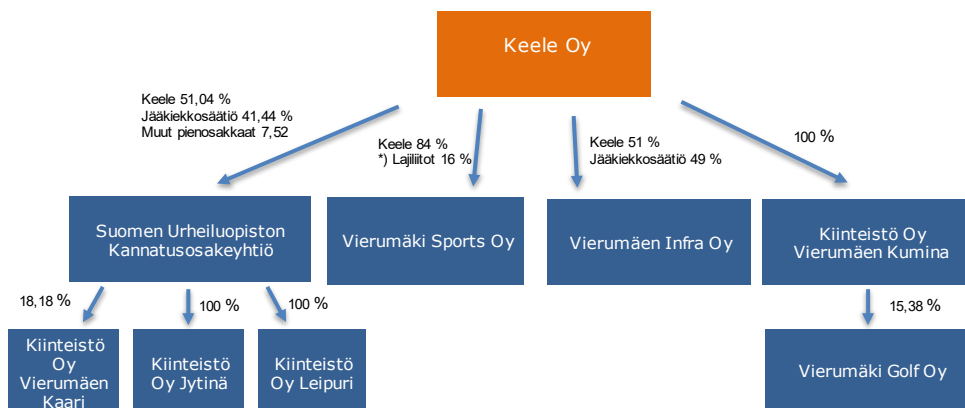 Keele Oy
Keele 51,04 %
Jääkiekkosäätiö 41,44 %
Muut pienosakkaat 7,52
Keele 84 %
*) Lajiliitot 16 %
Keele 51 %
Jääkiekkosäätiö 49 %
100 %
Suomen Urheiluopiston
Kannatusosakeyhtiö
Vierumäki Sports Oy
Vierumäen Infra Oy
Kiinteistö Oy
Vierumäen Kumina
18,18 %
100 %
100 %
15,38 %
Kiinteistö
Oy
Vierumäen
Kaari
Kiinteistö
Oy Jytinä
Kiinteistö
Oy Leipuri
Vierumäki Golf Oy